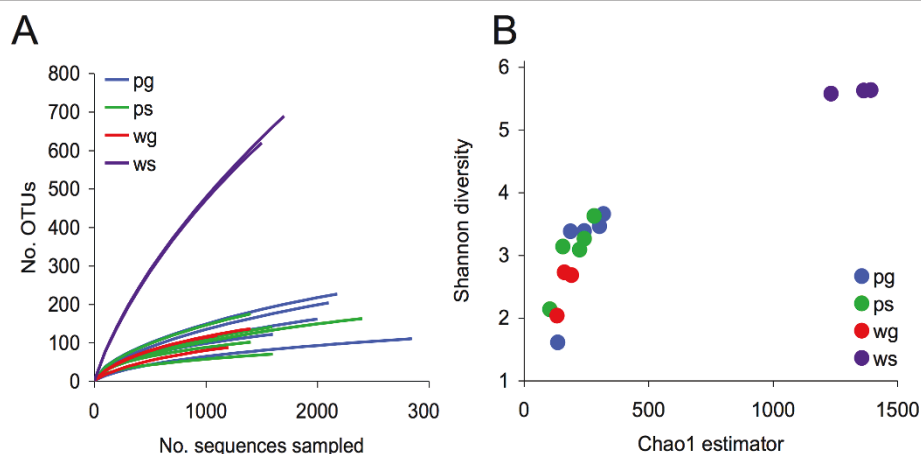 A
No. OTUs
800
700
600
500
400
300
200
100
0
pg
ps
wg
ws
0 1000 2000 300
No. sequences sampled
B
Shannon diversity
6
5
4
3
2
1
pg
ps
wg
ws
0 500 1000 1500
Chao1 estimator